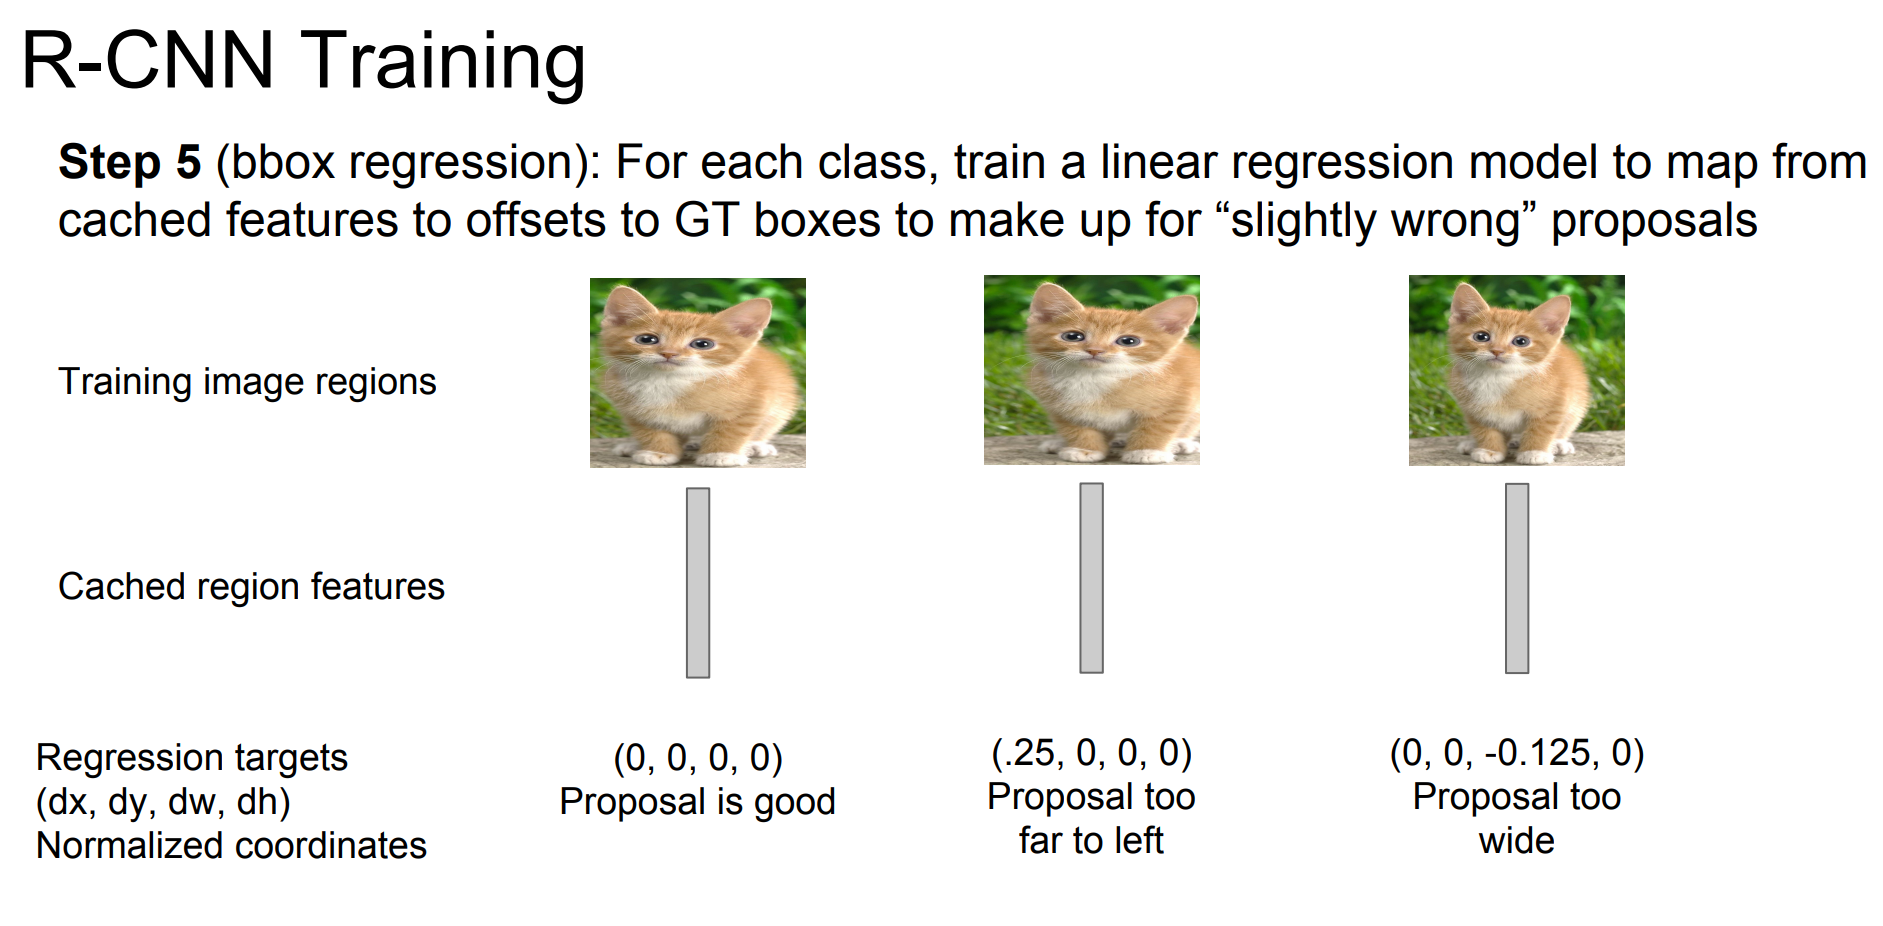 R-CNN Training
Step 5 (bbox regression): For each class, train a linear regression model to map from
cached features to offsets to GT boxes to make up for “slightly wrong” proposals
Training image regions
Cached region features
Regression targets
(dx, dy, dw, dh)
Normalized coordinates
(0, 0, 0, 0)
Proposal is good
(.25, 0, 0, 0)
Proposal too
far to left
(0, 0, -0.125, 0)
Proposal too
wide